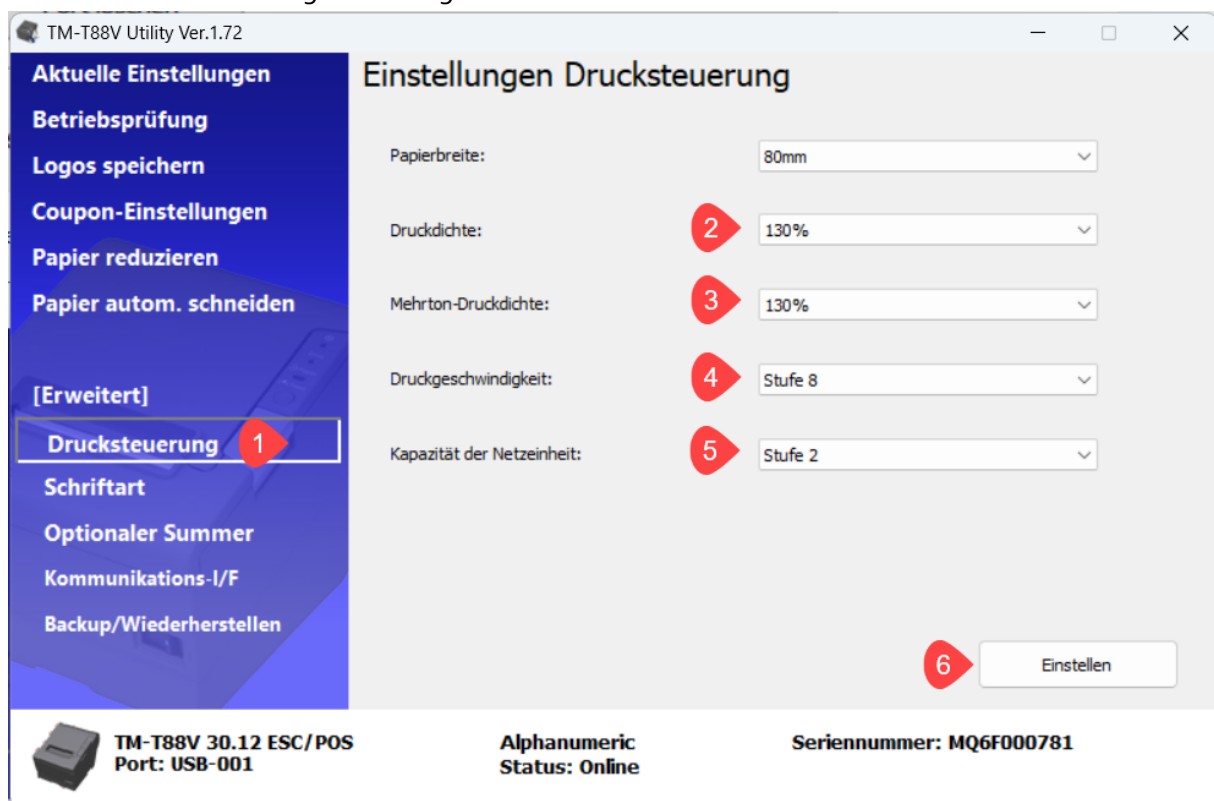 TM-T88V Utility Ver.1.72
Aktuelle Einstellungen
Betriebsprüfung
Logos speichern
Coupon-Einstellungen
Papier reduzieren
Papier autom. schneiden
[Erweitert]
Drucksteuerung 1
Schriftart
Optionaler Summer
Kommunikations-I/F
Backup/Wiederherstellen
Einstellungen Drucksteuerung
Papierbreite: 80mm
Druckdichte: 2 130%
Mehrton-Druckdichte: 3 130%
Druckgeschwindigkeit: 4 Stufe 8
Kapazität der Netzeinheit: 5 Stufe 2
6 Einstellen
TM-T88V 30.12 ESC/POS
Port: USB-001
Alphanumeric
Status: Online
Seriennummer: MQ6F000781